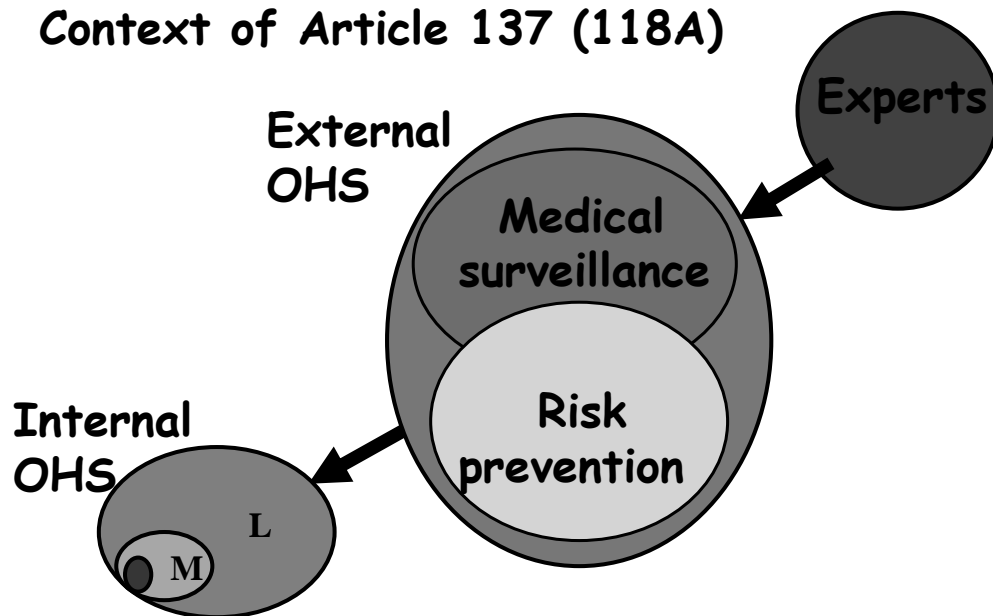 Context of Article 137 (118A)
Experts
External
OHS
Medical
surveillance
Risk
prevention
Internal
OHS
L
M